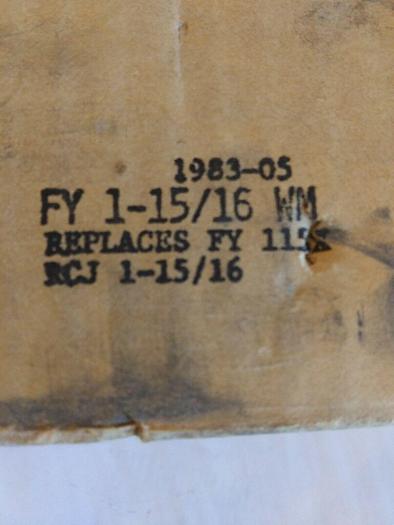 1983-05
FY 1-15/16 WM
REPLACES FY
RCJ 1-15/16